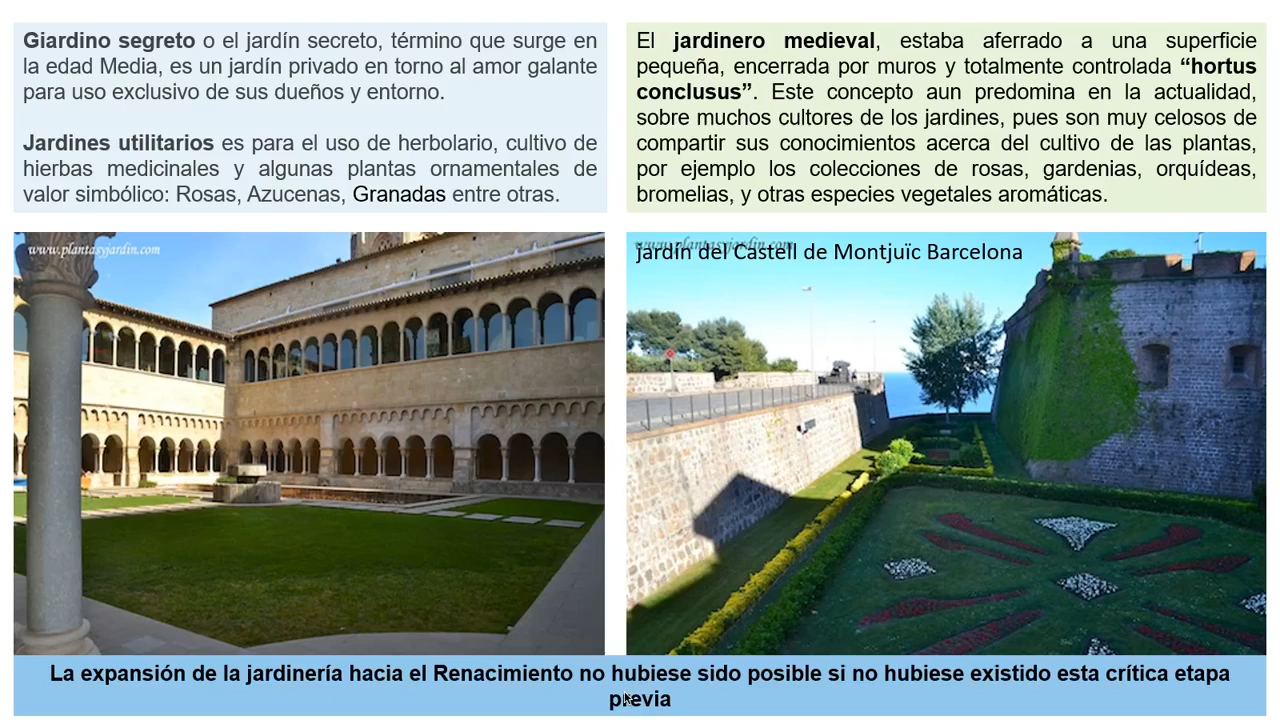 Giardino segreto o el jardín secreto, término que surge en
la edad Media, es un jardín privado en torno al amor galante
para uso exclusivo de sus dueños y entorno.
Jardines utilitarios es para el uso de herbolario, cultivo de
hierbas medicinales y algunas plantas ornamentales de
valor simbólico: Rosas, Azucenas, Granadas entre otras.
El jardinero medieval, estaba aferrado a una superficie
pequeña, encerrada por muros y totalmente controlada “hortus
conclusus”. Este concepto aun predomina en la actualidad,
sobre muchos cultores de los jardines, pues son muy celosos de
compartir sus conocimientos acerca del cultivo de las plantas,
por ejemplo los colecciones de rosas, gardenias, orquídeas,
bromelias, y otras especies vegetales aromáticas.
www.plantasyjardin.com
www.plantasyjardin.com
jardín del Castell de Montjuïc Barcelona
La expansión de la jardinería hacia el Renacimiento no hubiese sido posible si no hubiese existido esta crítica etapa
previa